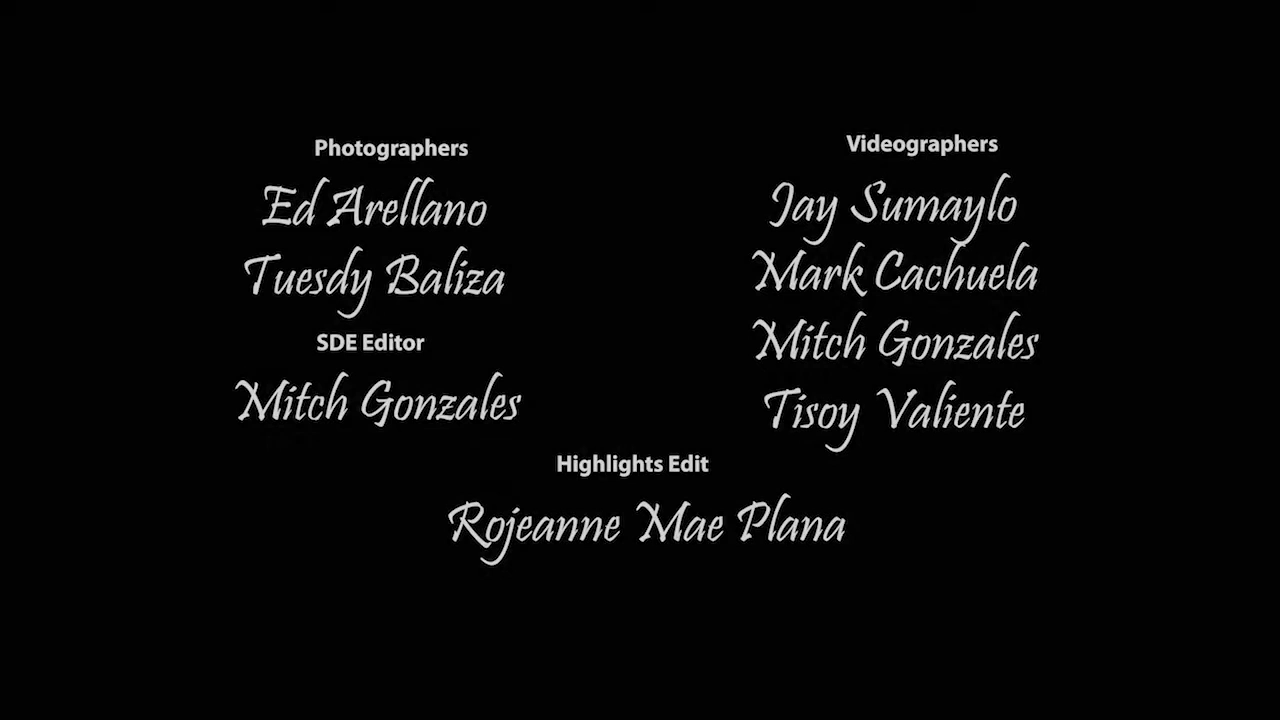 Photographers
Ed Arellano
Tuesdy Baliza
SDE Editor
Mitch Gonzales
Videographers
Jay Sumaylo
Mark Cachuela
Mitch Gonzales
Tisoy Valiente
Highlights Edit
Rojeanne Mae Plana